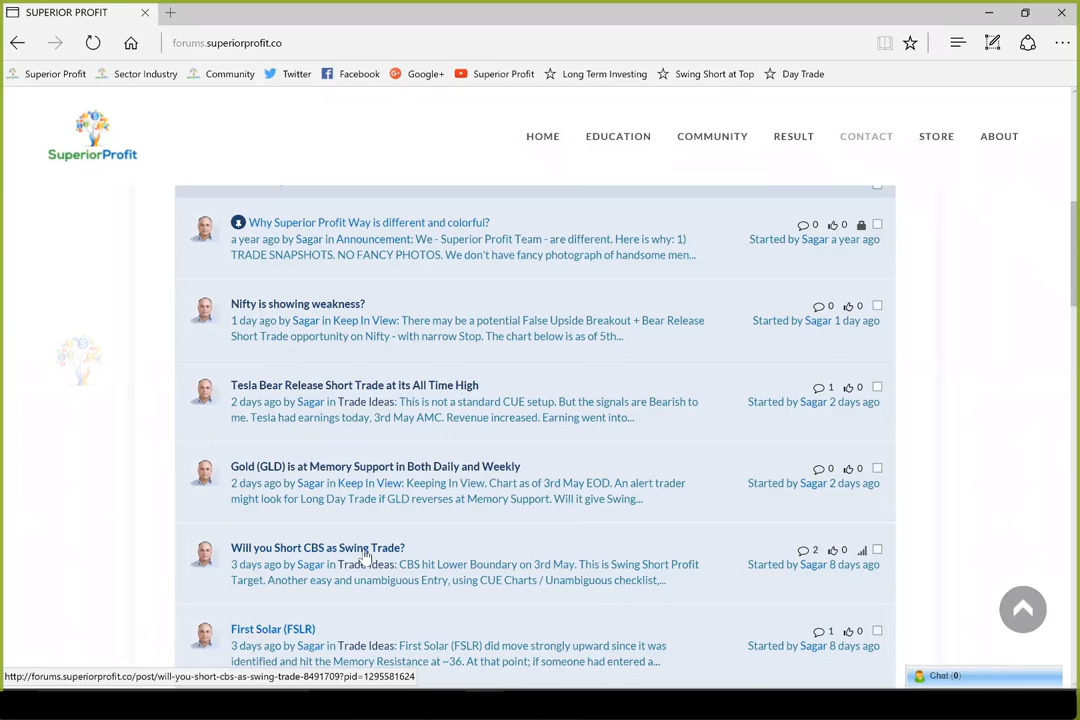 SUPERIOR PROFIT
forums.superiorprofit.co
Superior Profit Sector Industry Community Twitter Facebook Google+ Superior Profit Long Term Investing Swing Short at Top Day Trade
SuperiorProfit
HOME EDUCATION COMMUNITY RESULT CONTACT STORE ABOUT
Why Superior Profit Way is different and colorful?
0 0
a year ago by Sagar in Announcement: We - Superior Profit Team - are different. Here is why: 1)
Started by Sagar a year ago
TRADE SNAPSHOTS. NO FANCY PHOTOS. We don't have fancy photograph of handsome men...
Nifty is showing weakness?
0 0
1 day ago by Sagar in Keep In View: There may be a potential False Upside Breakout + Bear Release
Started by Sagar 1 day ago
Short Trade opportunity on Nifty - with narrow Stop. The chart below is as of 5th...
Tesla Bear Release Short Trade at its All Time High
1 0
2 days ago by Sagar in Trade Ideas: This is not a standard CUE setup. But the signals are Bearish to
Started by Sagar 2 days ago
me. Tesla had earnings today, 3rd May AMC. Revenue increased. Earning went into...
Gold (GLD) is at Memory Support in Both Daily and Weekly
0 0
2 days ago by Sagar in Keep In View: Keeping In View. Chart as of 3rd May EOD. An alert trader
Started by Sagar 2 days ago
might look for Long Day Trade if GLD reverses at Memory Support. Will it give Swing...
Will you Short CBS as Swing Trade?
2 0
3 days ago by Sagar in Trade Ideas: CBS hit Lower Boundary on 3rd May. This is Swing Short Profit
Started by Sagar 8 days ago
Target. Another easy and unambiguous Entry, using CUE Charts / Unambiguous checklist,...
First Solar (FSLR)
1 0
3 days ago by Sagar in Trade Ideas: First Solar (FSLR) did move strongly upward since it was
Started by Sagar 8 days ago
identified and hit the Memory Resistance at ~36. At that point; if someone had entered a...
http://forums.superiorprofit.co/post/will-you-short-cbs-as-swing-trade-8491709?pid=1295581624
Chat (0)